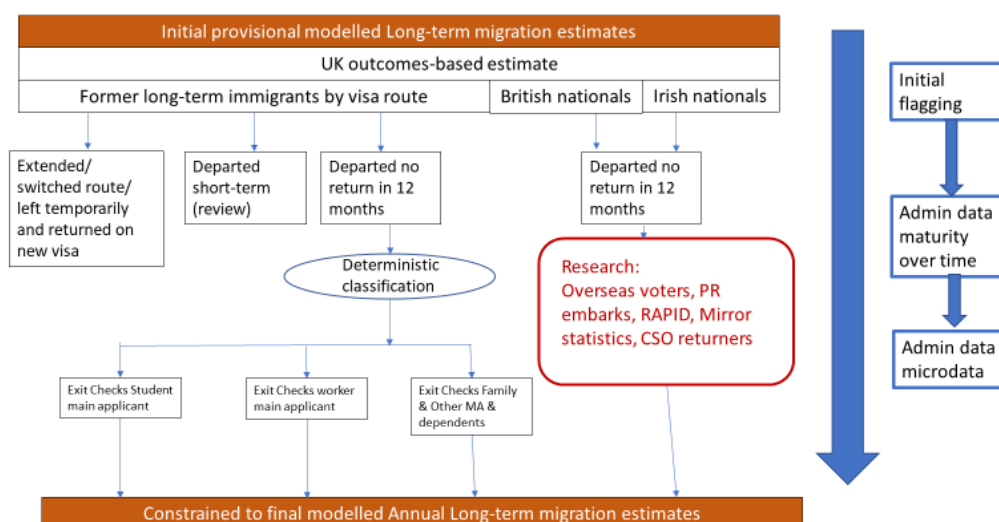 Initial provisional modelled Long-term migration estimates
UK outcomes-based estimate
Former long-term immigrants by visa route
British nationals
Irish nationals
Extended/
switched route/
left temporarily
and returned on
new visa
Departed
short-term
(review)
Departed no
return in 12
months
Departed no
return in 12
months
Deterministic
classification
Research:
Overseas voters, PR
embarks, RAPID, Mirror
statistics, CSO returners
Exit Checks Student
main applicant
Exit Checks worker
main applicant
Exit Checks Family
& Other MA &
dependents
Constrained to final modelled Annual Long-term migration estimates
Initial
flagging
Admin data
maturity
over time
Admin data
microdata